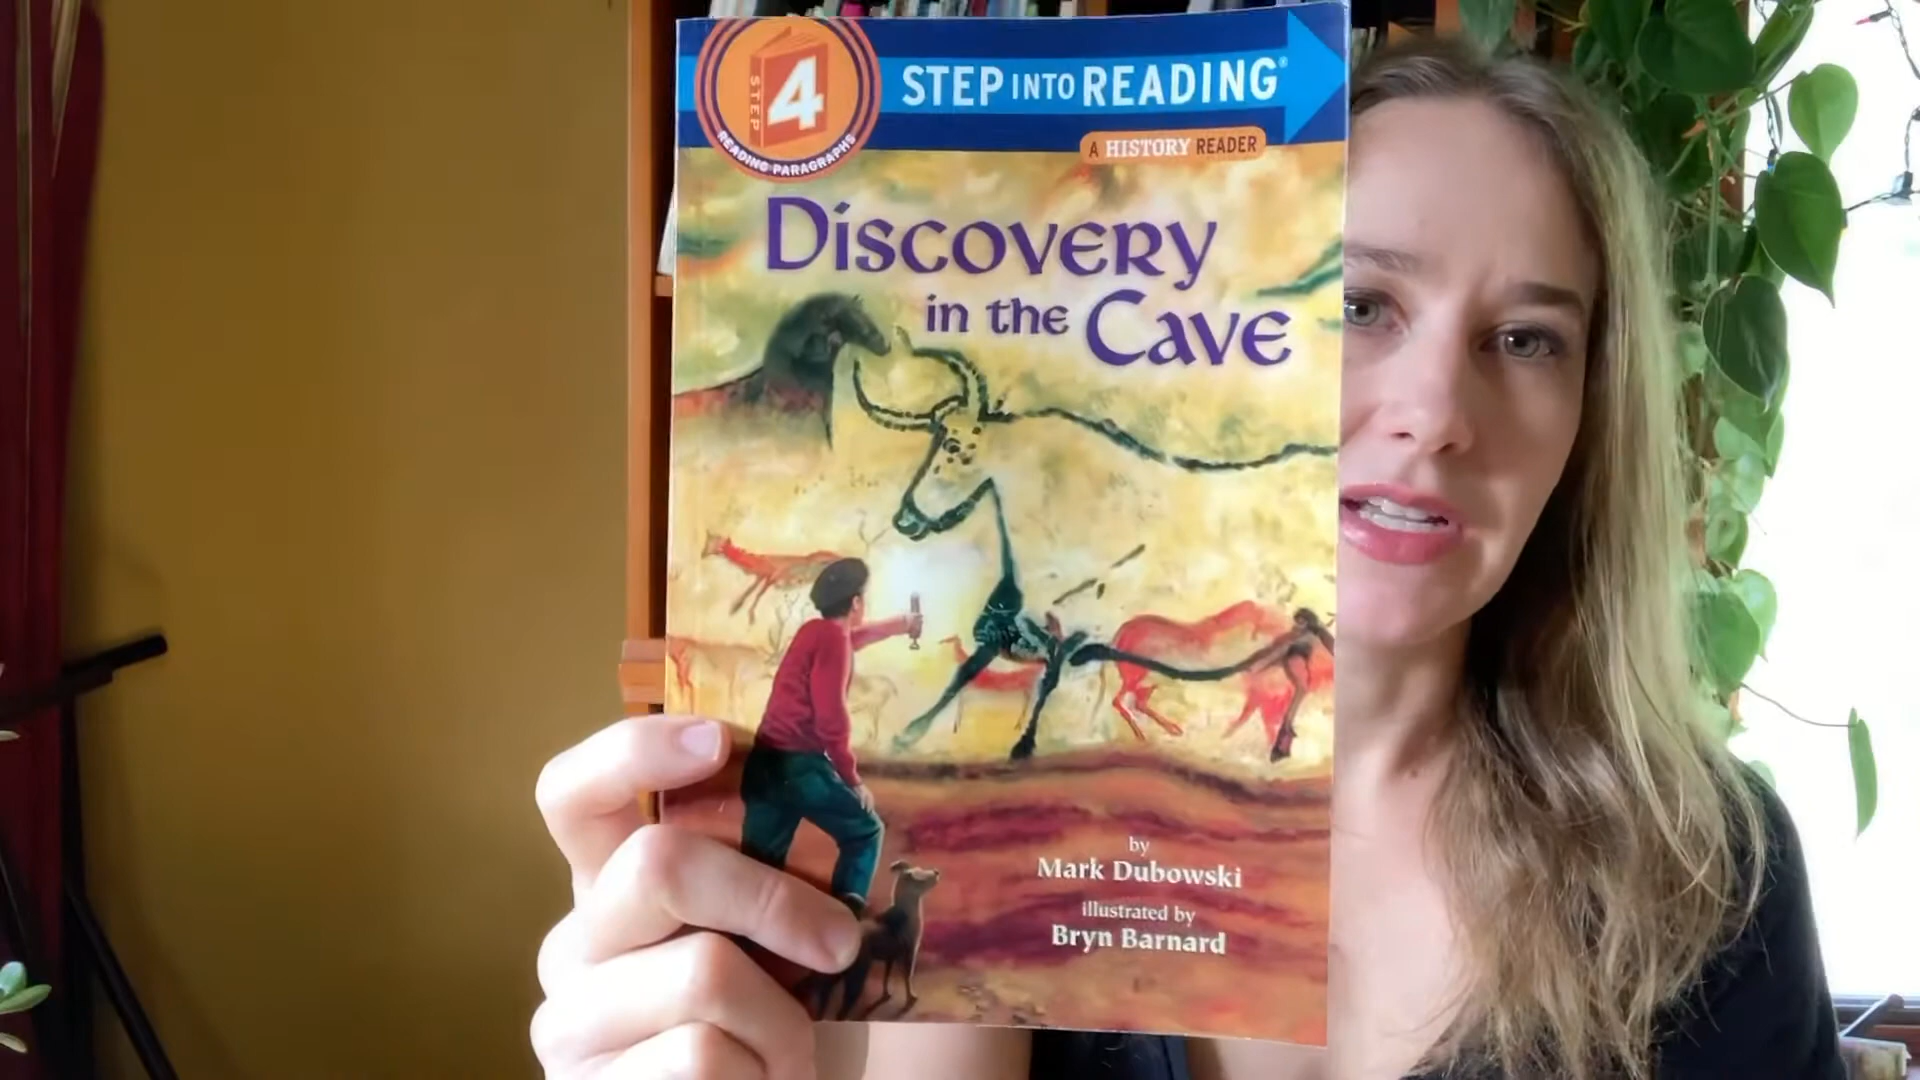 STEP 4
READING PARAGRAPHS
STEP INTO READING®
A HISTORY READER
Discovery
in the Cave
by
Mark Dubowski
illustrated by
Bryn Barnard